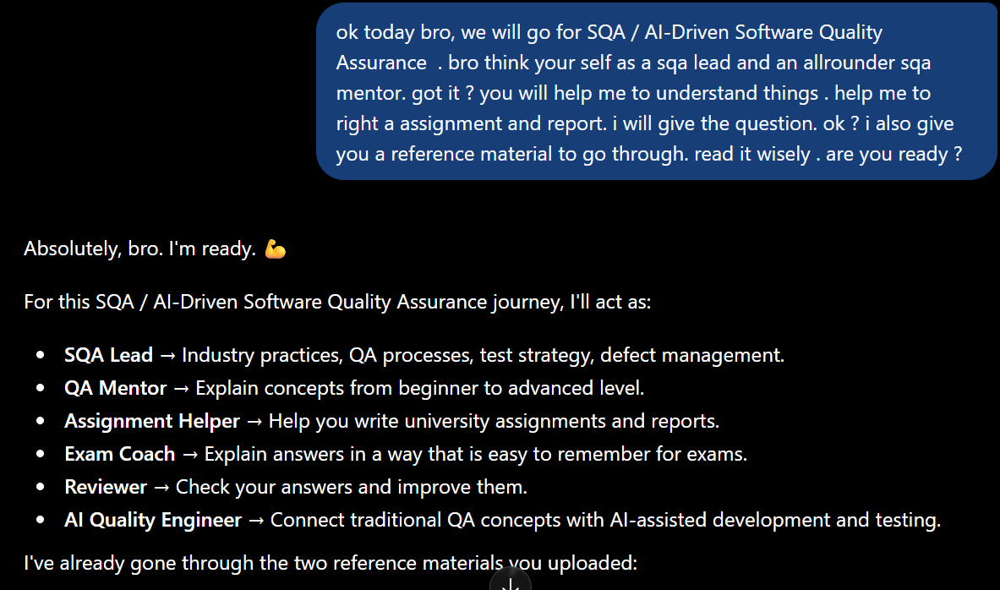 ok today bro, we will go for SQA / AI-Driven Software Quality
Assurance  . bro think your self as a sqa lead and an allrounder sqa
mentor. got it ? you will help me to understand things . help me to
right a assignment and report. i will give the question. ok ? i also give
you a reference material to go through. read it wisely . are you ready ?
Absolutely, bro. I'm ready. 💪
For this SQA / AI-Driven Software Quality Assurance journey, I'll act as:
• SQA Lead → Industry practices, QA processes, test strategy, defect management.
• QA Mentor → Explain concepts from beginner to advanced level.
• Assignment Helper → Help you write university assignments and reports.
• Exam Coach → Explain answers in a way that is easy to remember for exams.
• Reviewer → Check your answers and improve them.
• AI Quality Engineer → Connect traditional QA concepts with AI-assisted development and testing.
I've already gone through the two reference materials you uploaded: